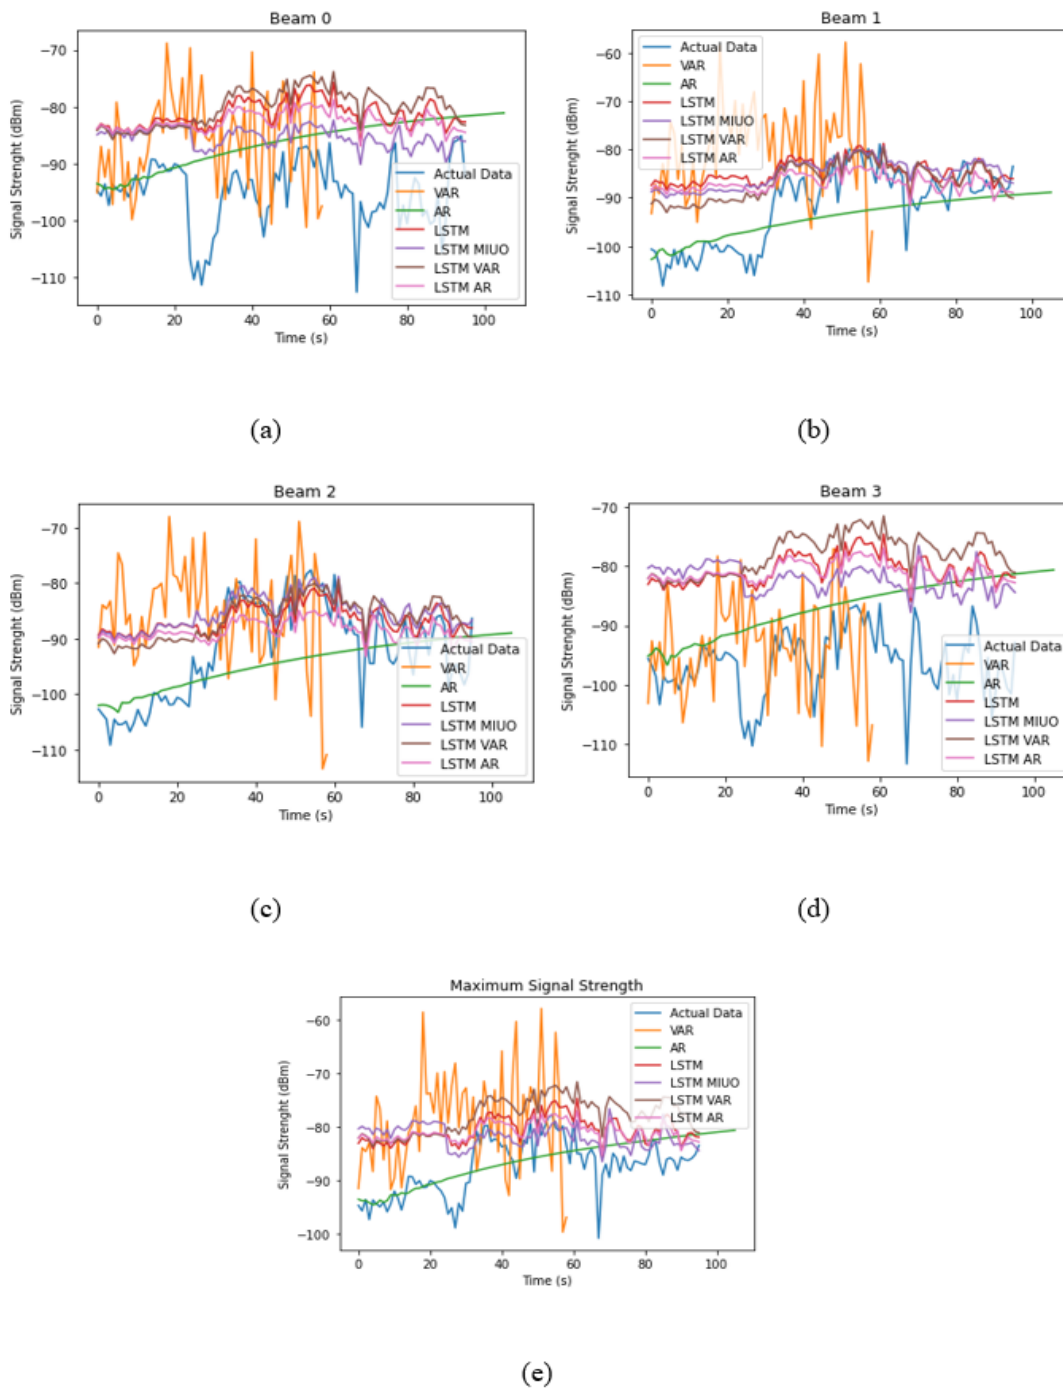 Beam 0
Signal Strenght (dBm)
−70
−80
−90
−100
−110
0 20 40 60 80 100
Time (s)
Actual Data
VAR
AR
LSTM
LSTM MIUO
LSTM VAR
LSTM AR
(a)
Beam 1
Signal Strenght (dBm)
−60
−70
−80
−90
−100
−110
0 20 40 60 80 100
Time (s)
Actual Data
VAR
AR
LSTM
LSTM MIUO
LSTM VAR
LSTM AR
(b)
Beam 2
Signal Strenght (dBm)
−70
−80
−90
−100
−110
0 20 40 60 80 100
Time (s)
Actual Data
VAR
AR
LSTM
LSTM MIUO
LSTM VAR
LSTM AR
(c)
Beam 3
Signal Strenght (dBm)
−70
−80
−90
−100
−110
0 20 40 60 80 100
Time (s)
Actual Data
VAR
AR
LSTM
LSTM MIUO
LSTM VAR
LSTM AR
(d)
Maximum Signal Strength
Signal Strenght (dBm)
−60
−70
−80
−90
−100
0 20 40 60 80 100
Time (s)
Actual Data
VAR
AR
LSTM
LSTM MIUO
LSTM VAR
LSTM AR
(e)